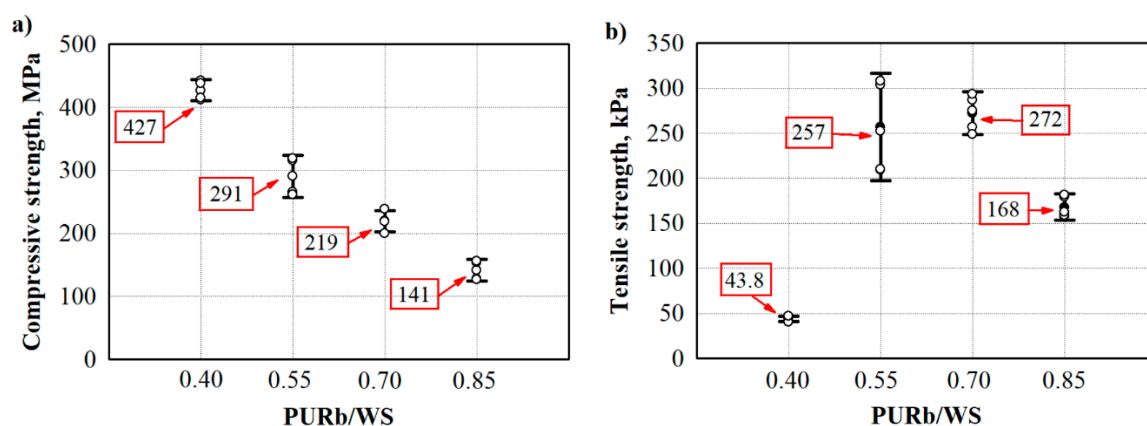 a)
Compressive strength, MPa
500
400
300
200
100
0
427
291
219
141
0.40 0.55 0.70 0.85
PURb/WS
b)
Tensile strength, kPa
350
300
250
200
150
100
50
0
43.8
257
272
168
0.40 0.55 0.70 0.85
PURb/WS